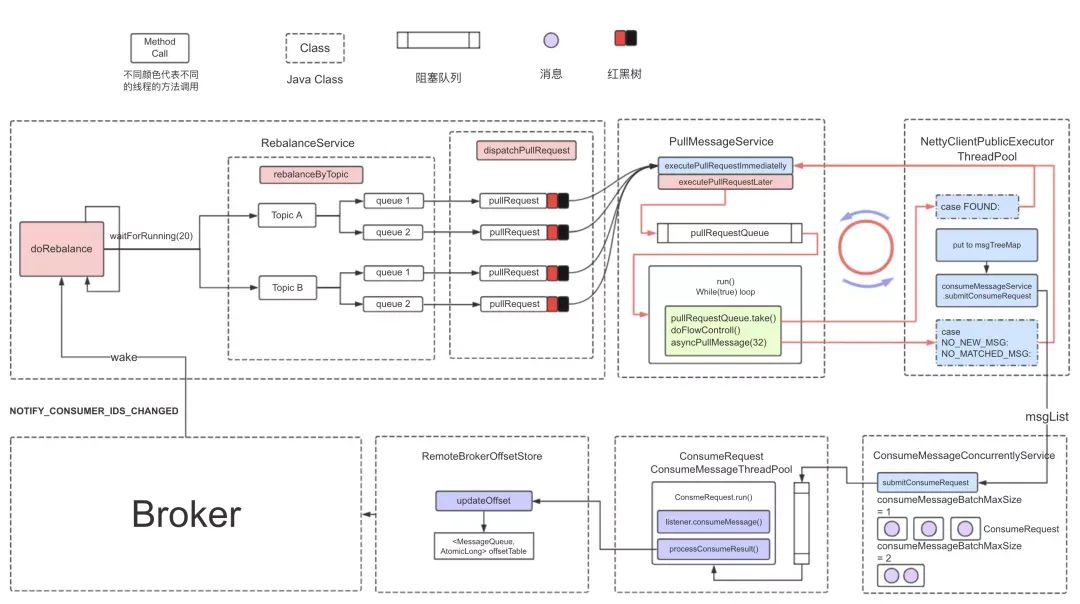 Method
Call
不同颜色代表不同
的线程的方法调用
Class
Java Class
阻塞队列
消息
红黑树
RebalanceService
rebalanceByTopic
dispatchPullRequest
doRebalance
waitForRunning(20)
Topic A
queue 1
queue 2
Topic B
queue 1
queue 2
pullRequest
pullRequest
pullRequest
pullRequest
PullMessageService
executePullRequestImmediatelly
executePullRequestLater
pullRequestQueue
run()
While(true) loop
pullRequestQueue.take()
doFlowControll()
asyncPullMessage(32)
NettyClientPublicExecutor
ThreadPool
case FOUND:
put to msgTreeMap
consumeMessageService
.submitConsumeRequest
case
NO_NEW_MSG:
NO_MATCHED_MSG:
wake
NOTIFY_CONSUMER_IDS_CHANGED
msgList
Broker
RemoteBrokerOffsetStore
updateOffset
<MessageQueue,
AtomicLong> offsetTable
ConsumeRequest
ConsumeMessageThreadPool
ConsmeRequest.run()
listener.consumeMessage()
processConsumeResult()
ConsumeMessageConcurrentlyService
submitConsumeRequest
consumeMessageBatchMaxSize
= 1
ConsumeRequest
consumeMessageBatchMaxSize
= 2